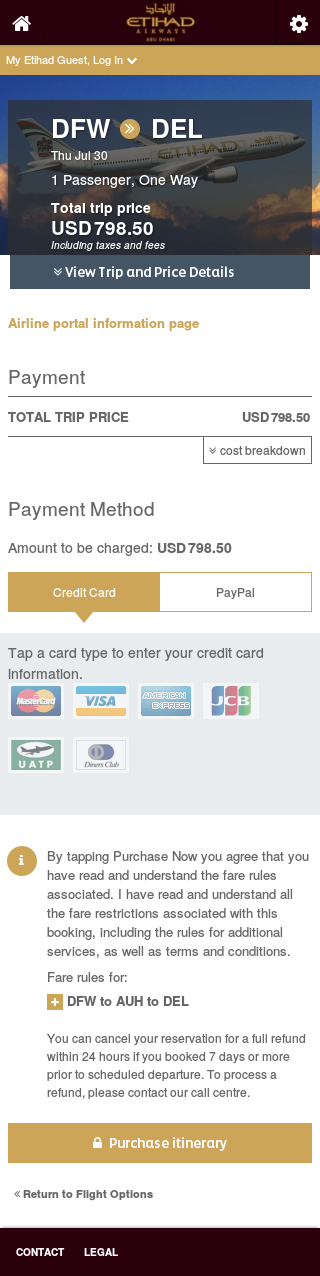 الإتحاد
ETIHAD
AIRWAYS
ABU DHABI
My Etihad Guest, Log In
DFW DEL
Thu Jul 30
1 Passenger, One Way
Total trip price
USD 798.50
Including taxes and fees
View Trip and Price Details
Airline portal information page
Payment
TOTAL TRIP PRICE USD 798.50
cost breakdown
Payment Method
Amount to be charged: USD 798.50
Credit Card PayPal
Tap a card type to enter your credit card
information.
MasterCard VISA AMERICAN EXPRESS JCB
UATP Diners Club
By tapping Purchase Now you agree that you
have read and understand the fare rules
associated. I have read and understand all
the fare restrictions associated with this
booking, including the rules for additional
services, as well as terms and conditions.
Fare rules for:
DFW to AUH to DEL
You can cancel your reservation for a full refund
within 24 hours if you booked 7 days or more
prior to scheduled departure. To process a
refund, please contact our call centre.
Purchase itinerary
Return to Flight Options
CONTACT LEGAL